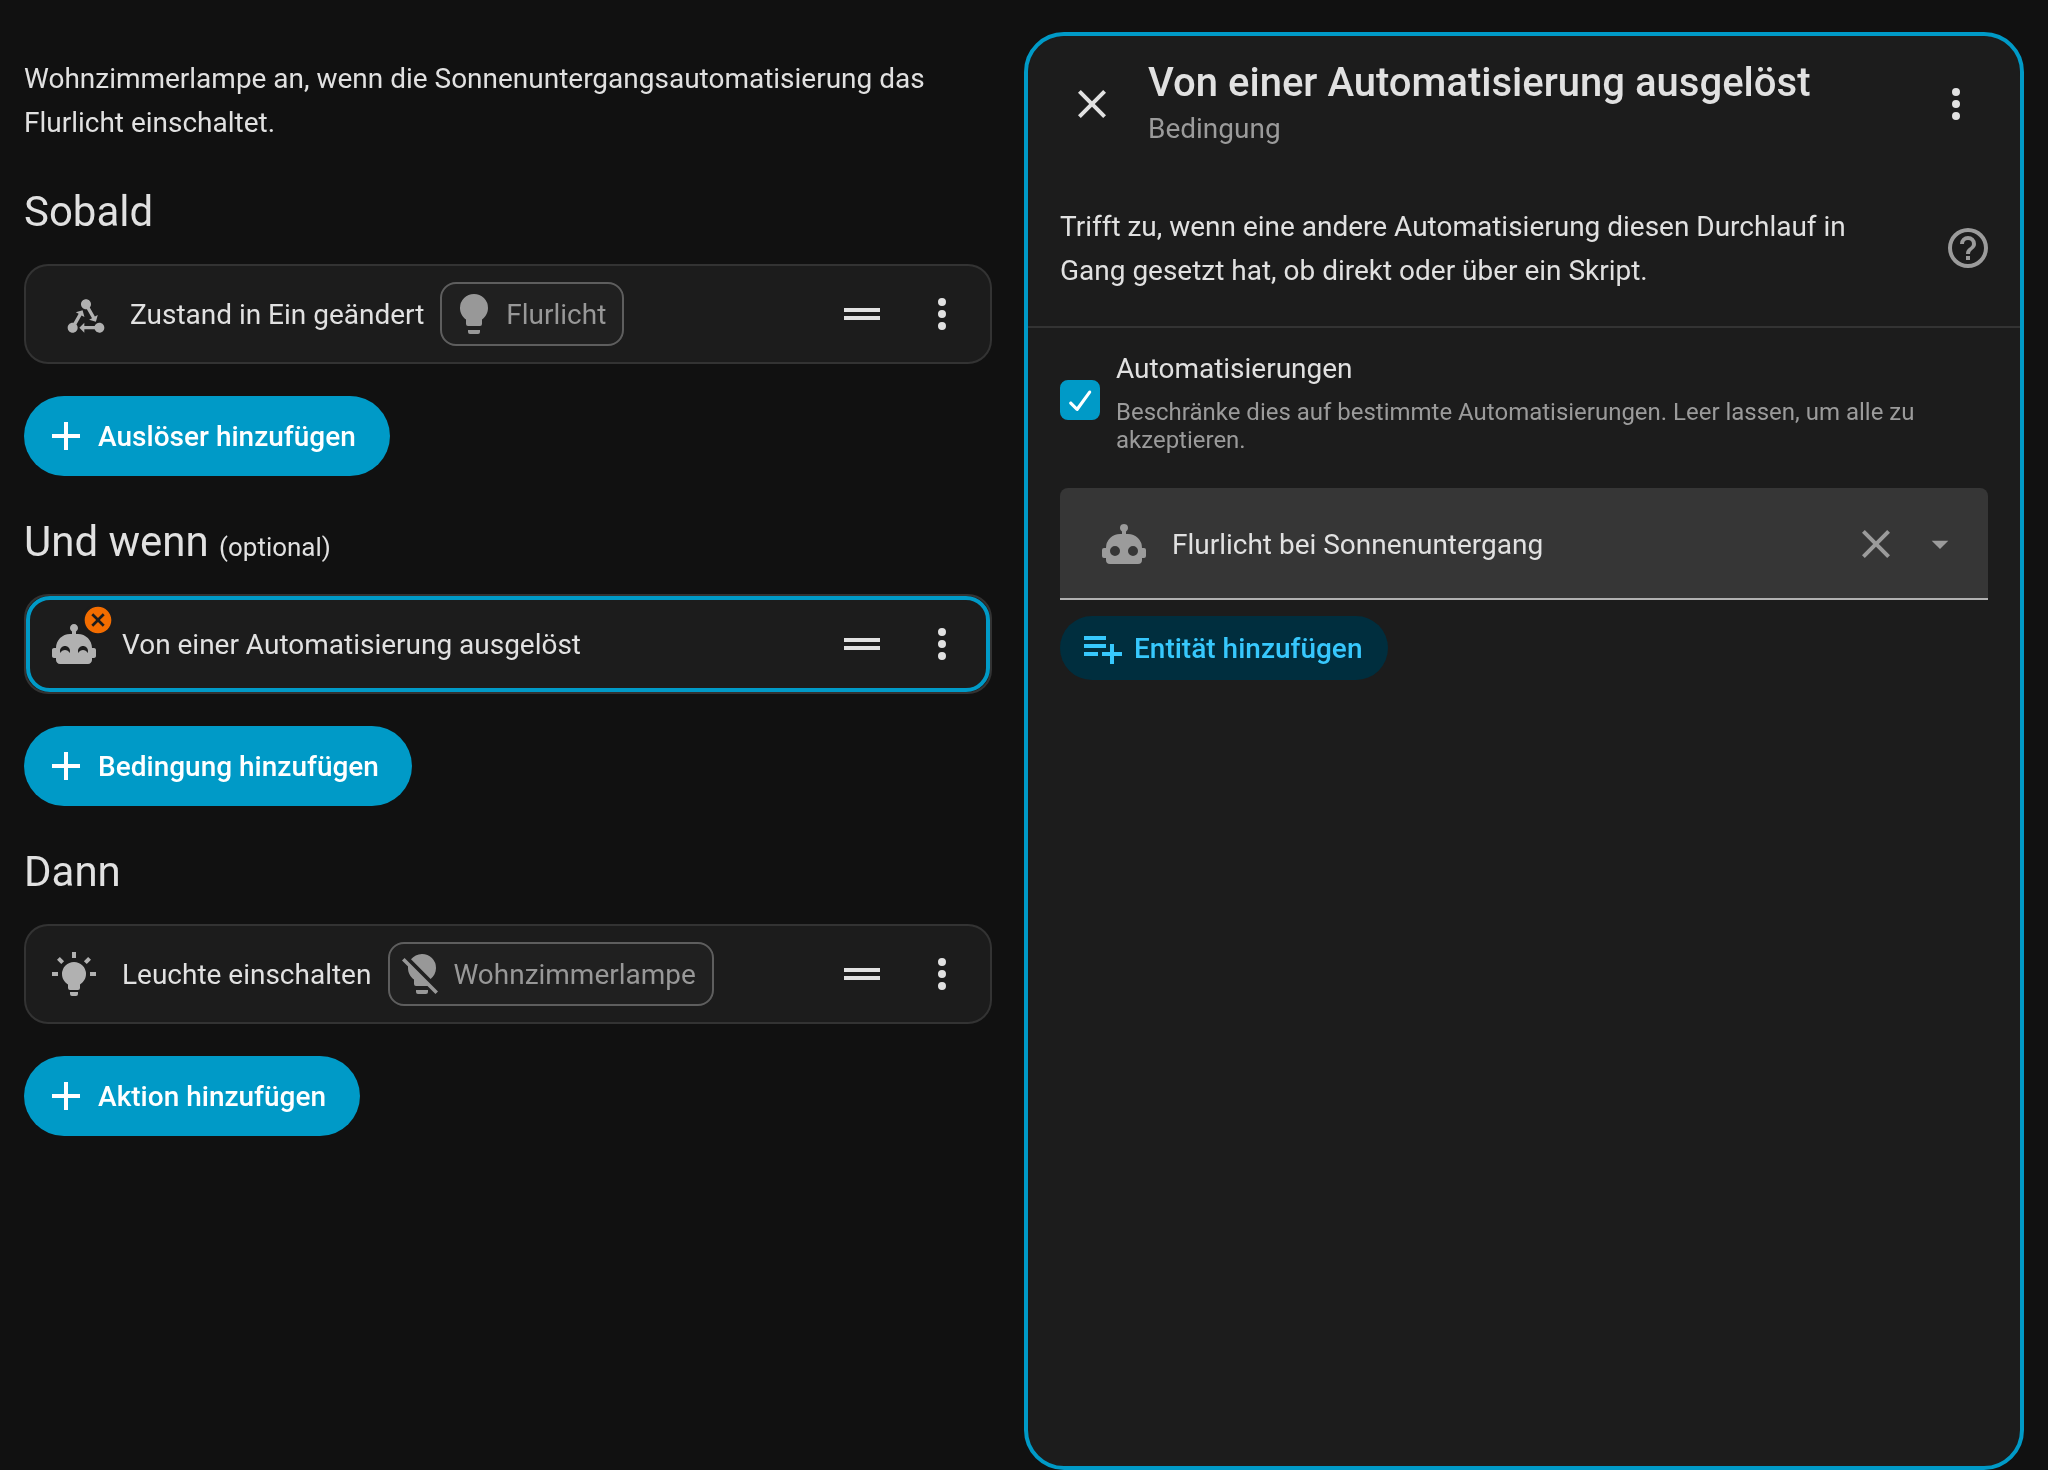 Wohnzimmerlampe an, wenn die Sonnenuntergangsautomatisierung das
Flurlicht einschaltet.
Sobald
Zustand in Ein geändert Flurlicht
Auslöser hinzufügen
Und wenn (optional)
Von einer Automatisierung ausgelöst
Bedingung hinzufügen
Dann
Leuchte einschalten Wohnzimmerlampe
Aktion hinzufügen
Von einer Automatisierung ausgelöst
Bedingung
Trifft zu, wenn eine andere Automatisierung diesen Durchlauf in
Gang gesetzt hat, ob direkt oder über ein Skript.
Automatisierungen
Beschränke dies auf bestimmte Automatisierungen. Leer lassen, um alle zu
akzeptieren.
Flurlicht bei Sonnenuntergang
Entität hinzufügen